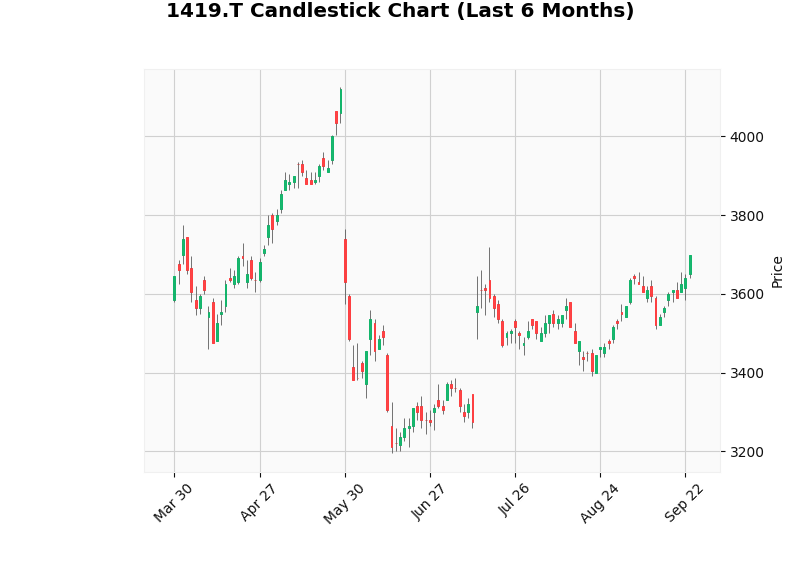 1419.T Candlestick Chart (Last 6 Months)
4000
3800
3600
3400
3200
Price
Mar 30
Apr 27
May 30
Jun 27
Jul 26
Aug 24
Sep 22